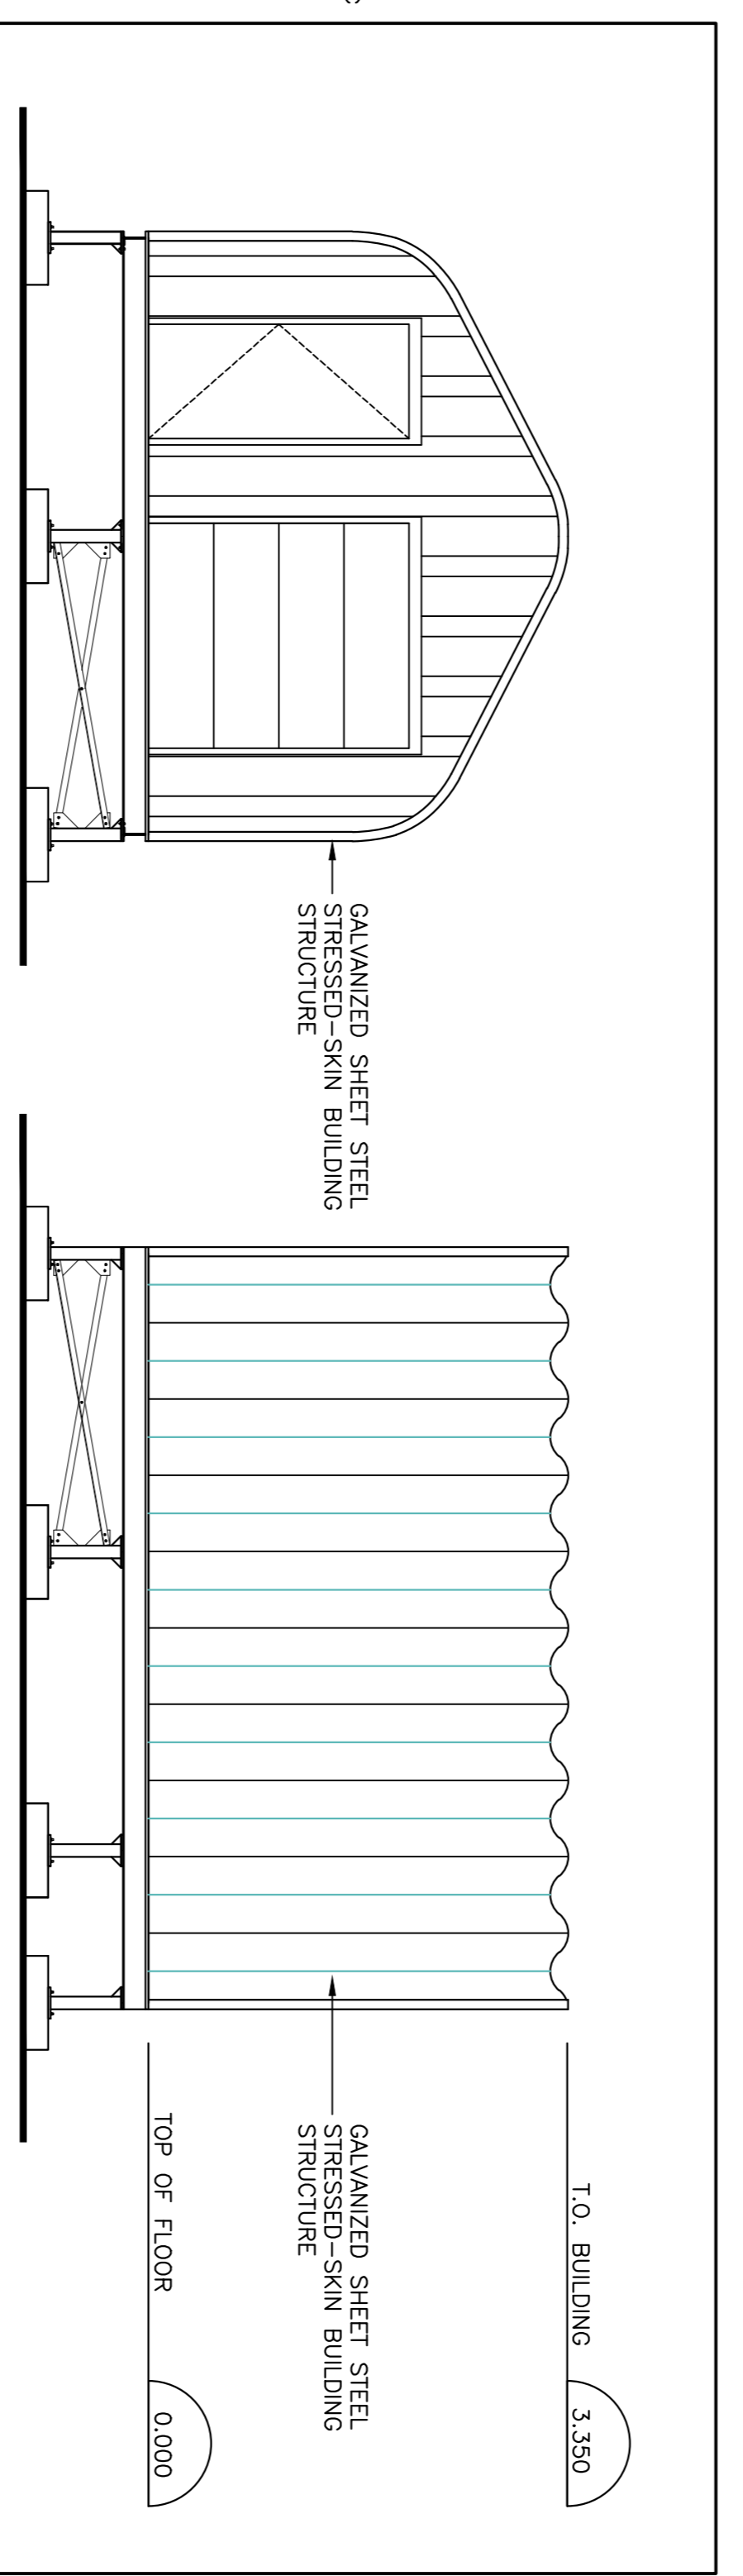 GALVANIZED SHEET STEEL
STRESSED-SKIN BUILDING
STRUCTURE
T.O. BUILDING
3.350
GALVANIZED SHEET STEEL
STRESSED-SKIN BUILDING
STRUCTURE
TOP OF FLOOR
0.000